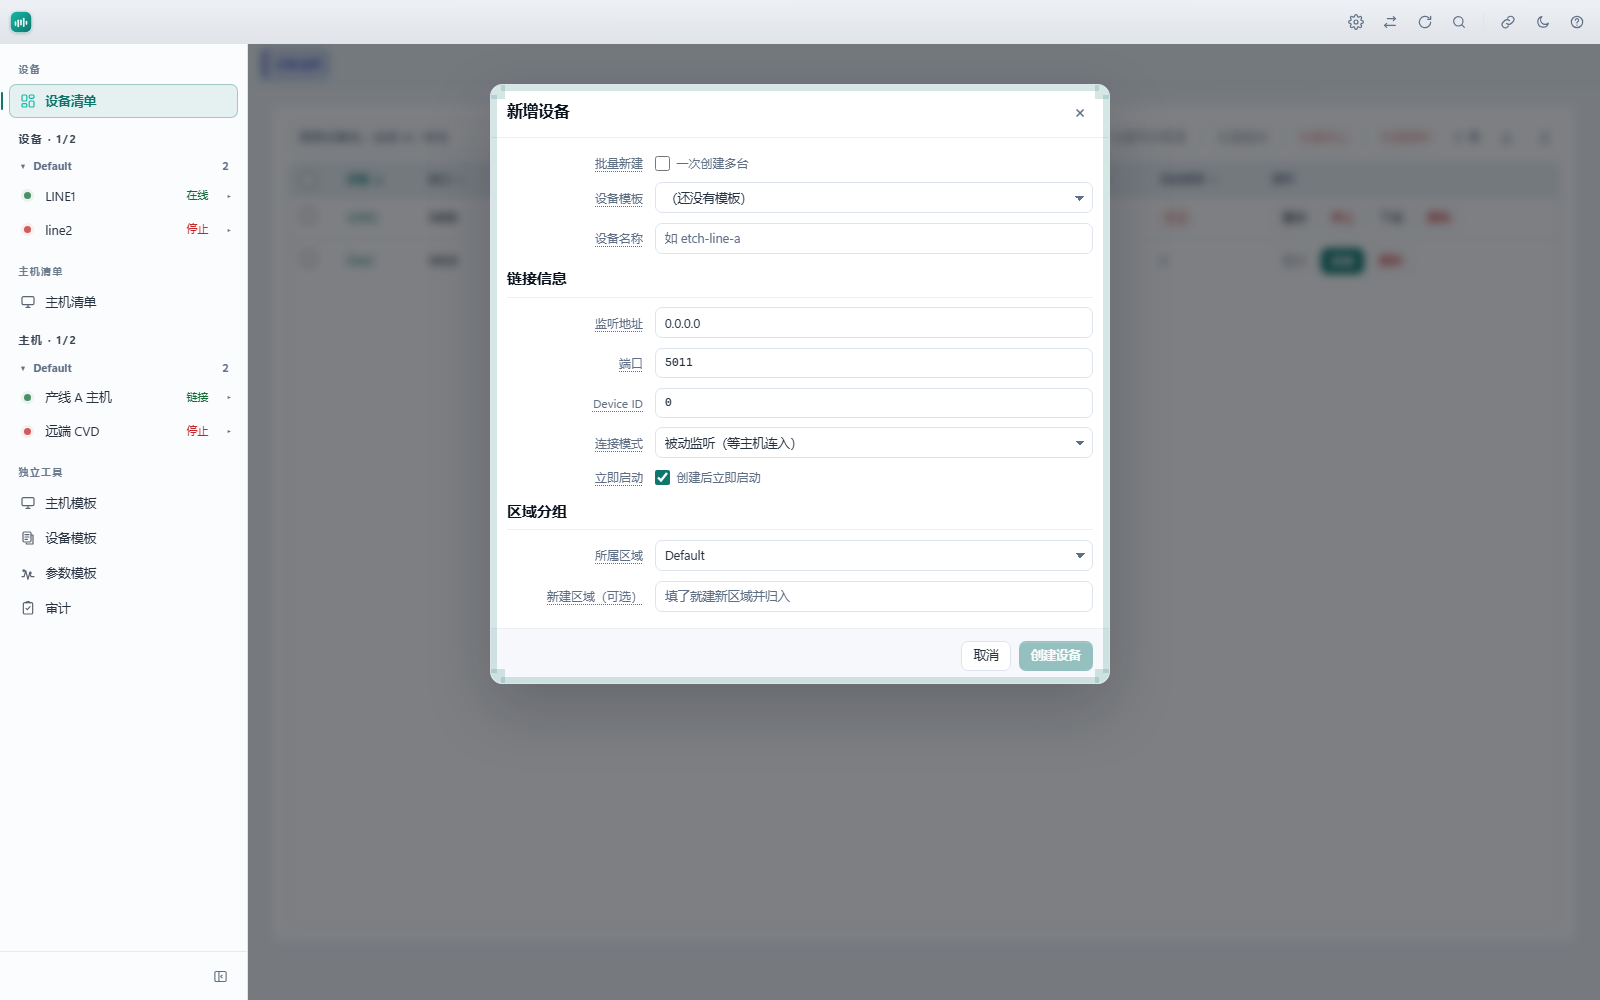 设备
设备清单
设备 · 1/2
Default 2
LINE1 在线
line2 停止
主机清单
主机清单
主机 · 1/2
Default 2
产线 A 主机 链接
远端 CVD 停止
独立工具
主机模板
设备模板
参数模板
审计
新增设备
批量新建 一次创建多台
设备模板 （还没有模板）
设备名称 如 etch-line-a
链接信息
监听地址 0.0.0.0
端口 5011
Device ID 0
连接模式 被动监听（等主机连入）
立即启动 创建后立即启动
区域分组
所属区域 Default
新建区域（可选） 填了就建新区域并归入
取消 创建设备